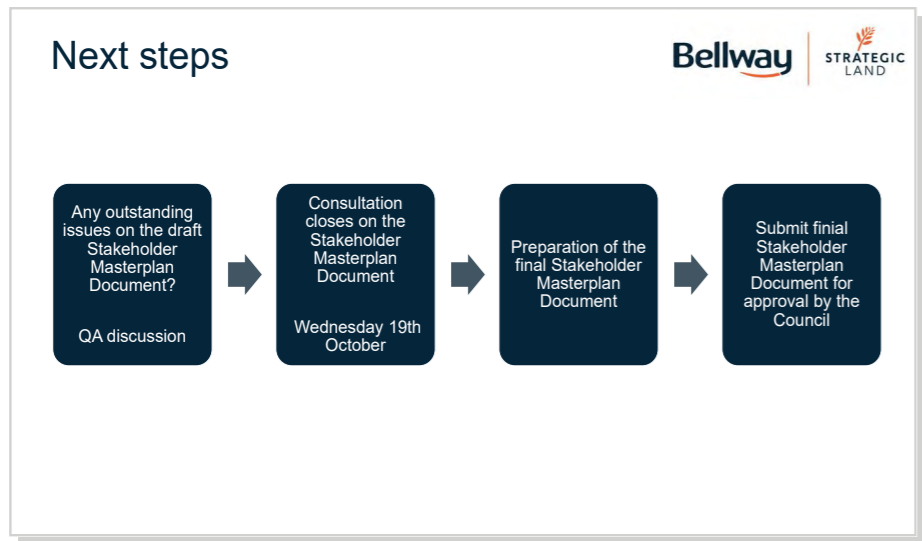 Next steps
Bellway
STRATEGIC
LAND
Any outstanding
issues on the draft
Stakeholder
Masterplan
Document?
QA discussion
Consultation
closes on the
Stakeholder
Masterplan
Document
Wednesday 19th
October
Preparation of the
final Stakeholder
Masterplan
Document
Submit finial
Stakeholder
Masterplan
Document for
approval by the
Council